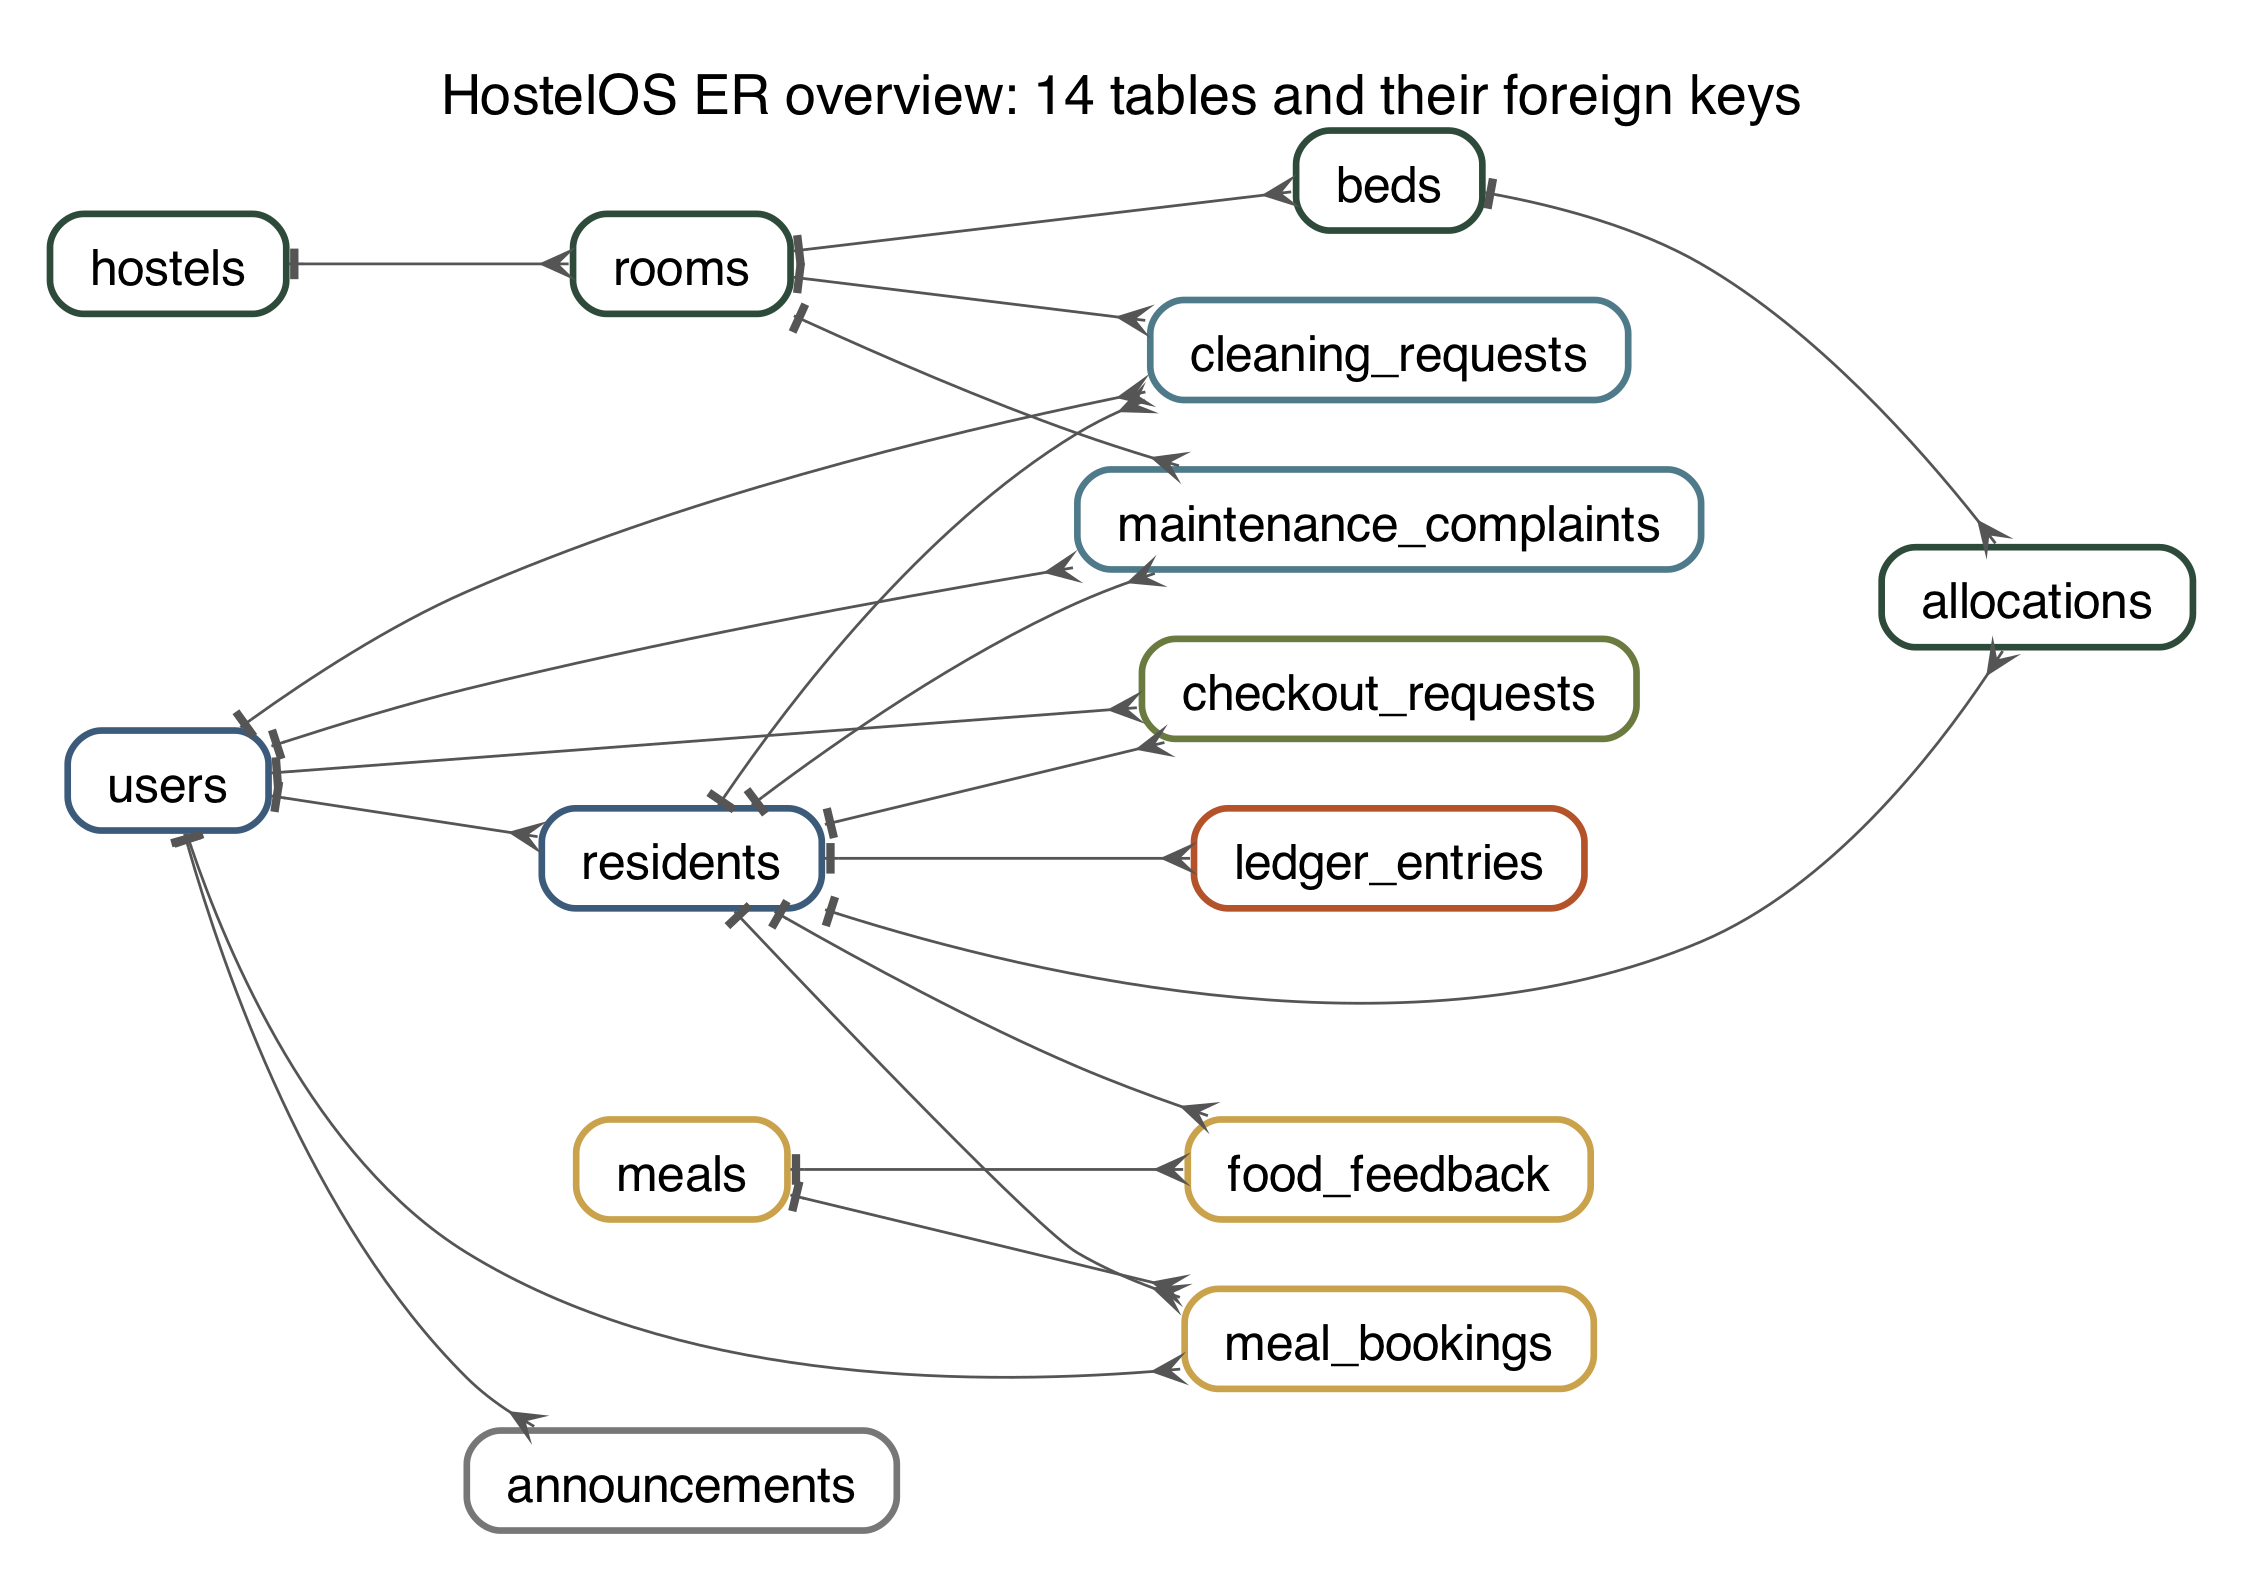 HostelOS ER overview: 14 tables and their foreign keys
beds
hostels
rooms
cleaning_requests
maintenance_complaints
allocations
checkout_requests
users
residents
ledger_entries
meals
food_feedback
meal_bookings
announcements